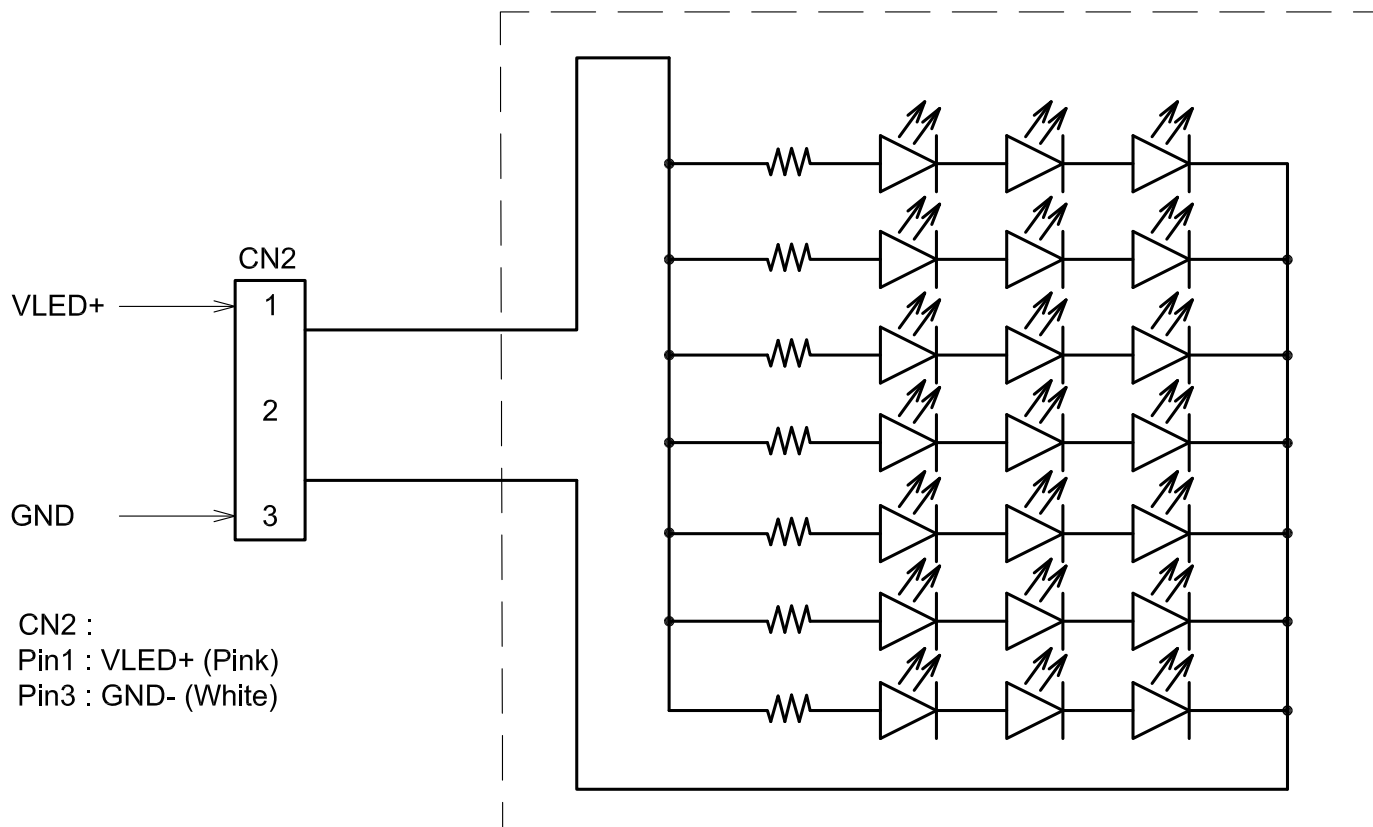 CN2
VLED+
1
2
GND
3
CN2 :
Pin1 : VLED+ (Pink)
Pin3 : GND- (White)